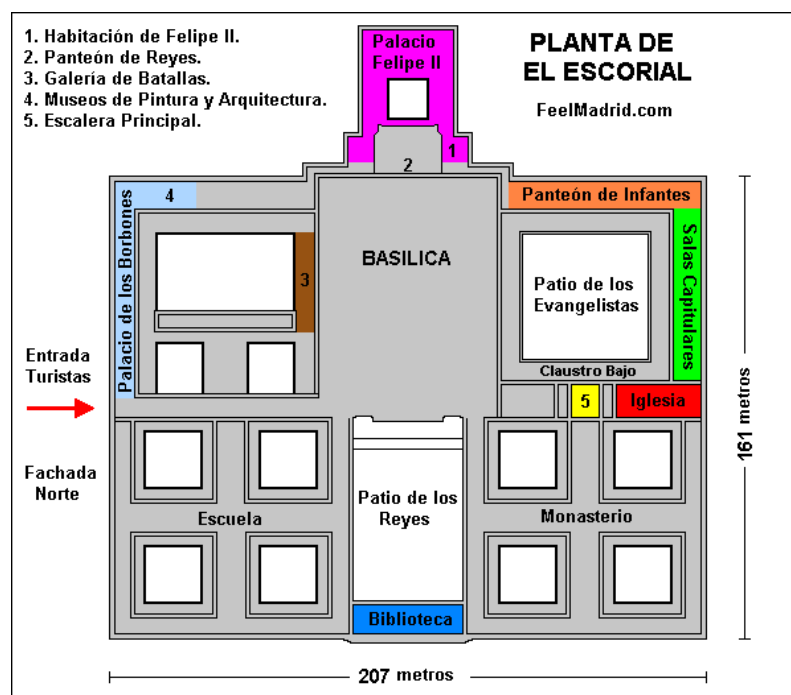 1. Habitación de Felipe II.
2. Panteón de Reyes.
3. Galería de Batallas.
4. Museos de Pintura y Arquitectura.
5. Escalera Principal.
PLANTA DE
EL ESCORIAL
FeelMadrid.com
Palacio
Felipe II
1
2
4
Palacio de los Borbones
Panteón de Infantes
Salas Capitulares
BASILICA
3
Patio de los
Evangelistas
Claustro Bajo
Entrada
Turistas
5
Iglesia
Fachada
Norte
Escuela
Patio de los
Reyes
Monasterio
Biblioteca
161 metros
207 metros